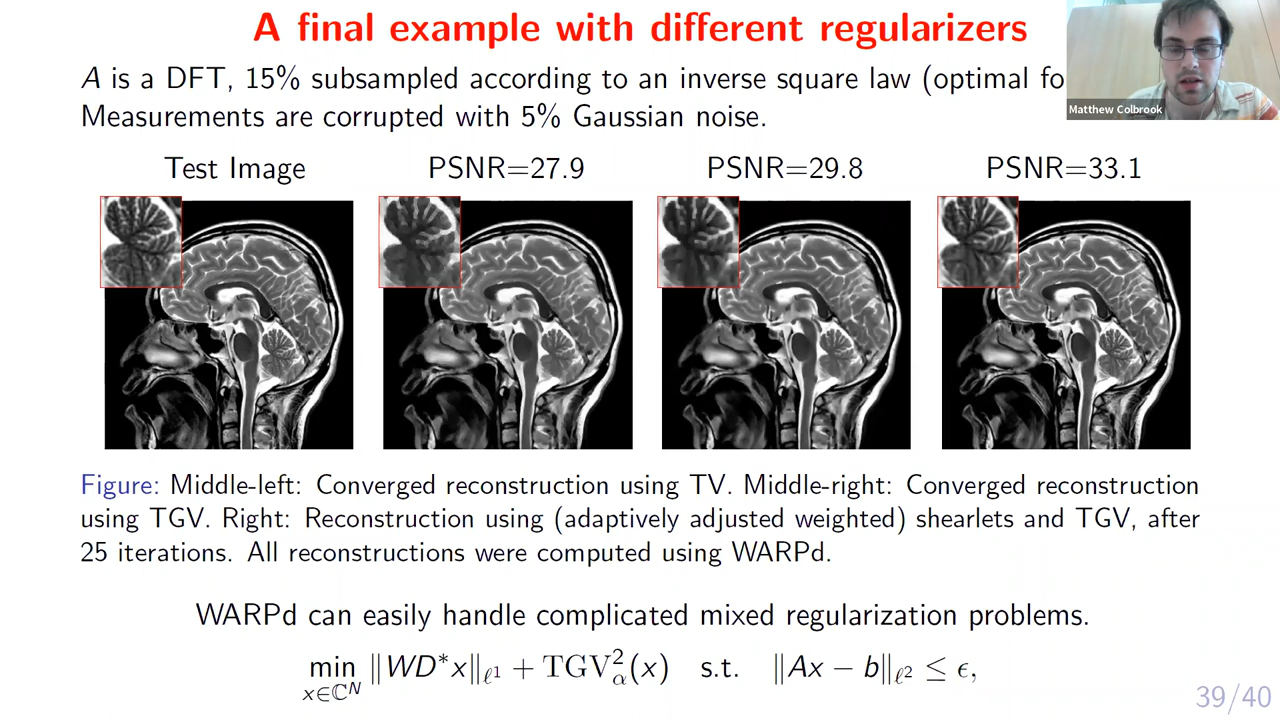 A final example with different regularizers
A is a DFT, 15% subsampled according to an inverse square law (optimal fo
Measurements are corrupted with 5% Gaussian noise.
Matthew Colbrook
Test Image PSNR=27.9 PSNR=29.8 PSNR=33.1
Figure: Middle-left: Converged reconstruction using TV. Middle-right: Converged reconstruction
using TGV. Right: Reconstruction using (adaptively adjusted weighted) shearlets and TGV, after
25 iterations. All reconstructions were computed using WARPd.
WARPd can easily handle complicated mixed regularization problems.
min_{x∈ℂ^N} ‖WD*x‖_{ℓ¹} + TGV²_α(x) s.t. ‖Ax − b‖_{ℓ²} ≤ ϵ,
39/40